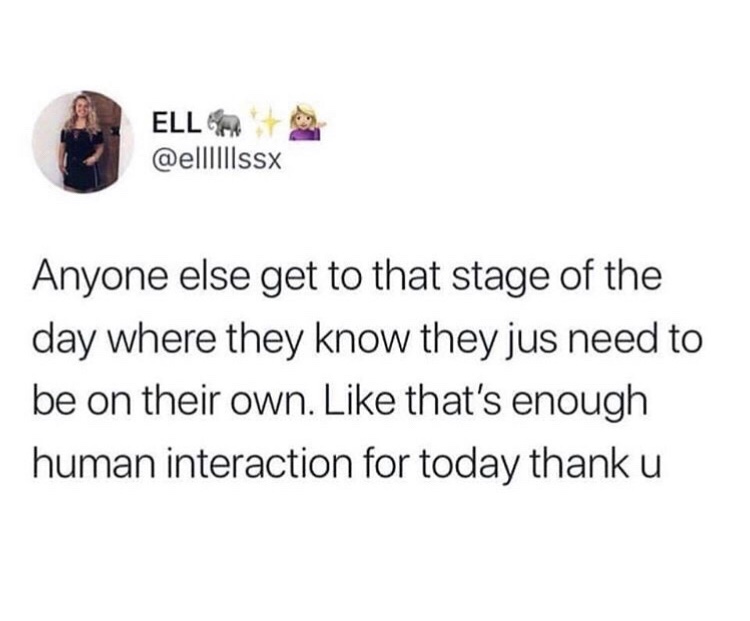 ELL🐘✨💁🏼‍♀️
@elllllllssx
Anyone else get to that stage of the
day where they know they jus need to
be on their own. Like that's enough
human interaction for today thank u